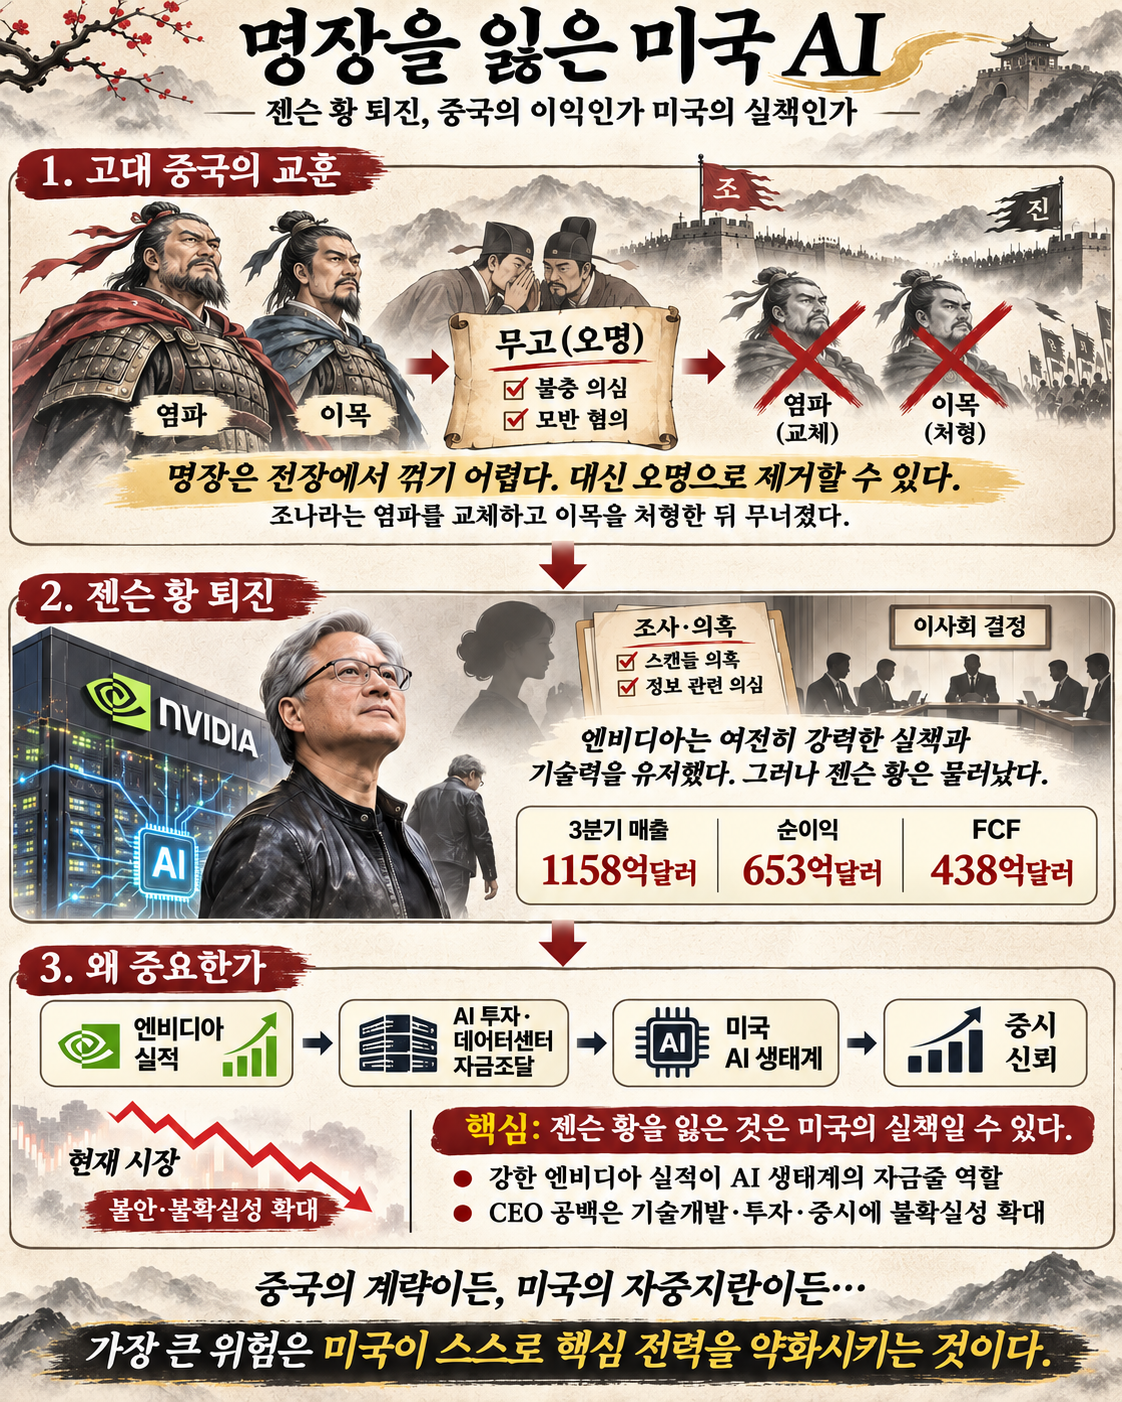 명장을 잃은 미국 AI
젠슨 황 퇴진, 중국의 이익인가 미국의 실책인가
1. 고대 중국의 교훈
조
진
염파
이목
무고(오명)
불충 의심
모반 혐의
염파
(교체)
이목
(처형)
명장은 전장에서 꺾기 어렵다. 대신 오명으로 제거할 수 있다.
조나라는 염파를 교체하고 이목을 처형한 뒤 무너졌다.
2. 젠슨 황 퇴진
NVIDIA
AI
조사·의혹
스캔들 의혹
정보 관련 의심
이사회 결정
엔비디아는 여전히 강력한 실책과
기술력을 유저했다. 그러나 젠슨 황은 물러났다.
3분기 매출
1158억달러
순이익
653억달러
FCF
438억달러
3. 왜 중요한가
엔비디아
실적
AI 투자·
데어터센터
자금조달
AI
미국
AI 생태계
중시
신뢰
현재 시장
불안·불확실성 확대
핵심: 젠슨 황을 잃은 것은 미국의 실책일 수 있다.
강한 엔비디아 실적이 AI 생태계의 자금줄 역할
CEO 공백은 기술개발·투자·중시에 불확실성 확대
중국의 계략이든, 미국의 자중지란이든···
가장 큰 위험은 미국이 스스로 핵심 전력을 약화시키는 것이다.